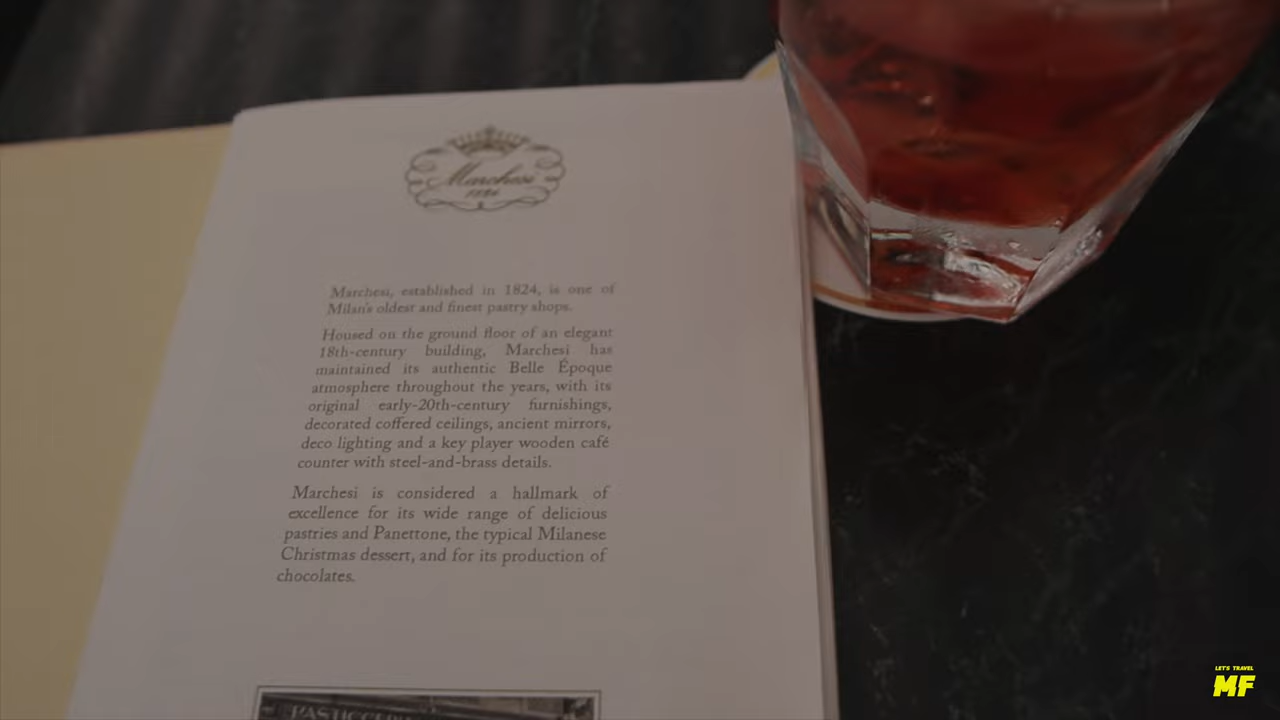 Marchesi
1824
Marchesi, established in 1824, is one of
Milan's oldest and finest pastry shops.
Housed on the ground floor of an elegant
18th-century building, Marchesi has
maintained its authentic Belle Époque
atmosphere throughout the years, with its
original early-20th-century furnishings,
decorated coffered ceilings, ancient mirrors,
deco lighting and a key player wooden café
counter with steel-and-brass details.
Marchesi is considered a hallmark of
excellence for its wide range of delicious
pastries and Panettone, the typical Milanese
Christmas dessert, and for its production of
chocolates.
LET'S TRAVEL
MF